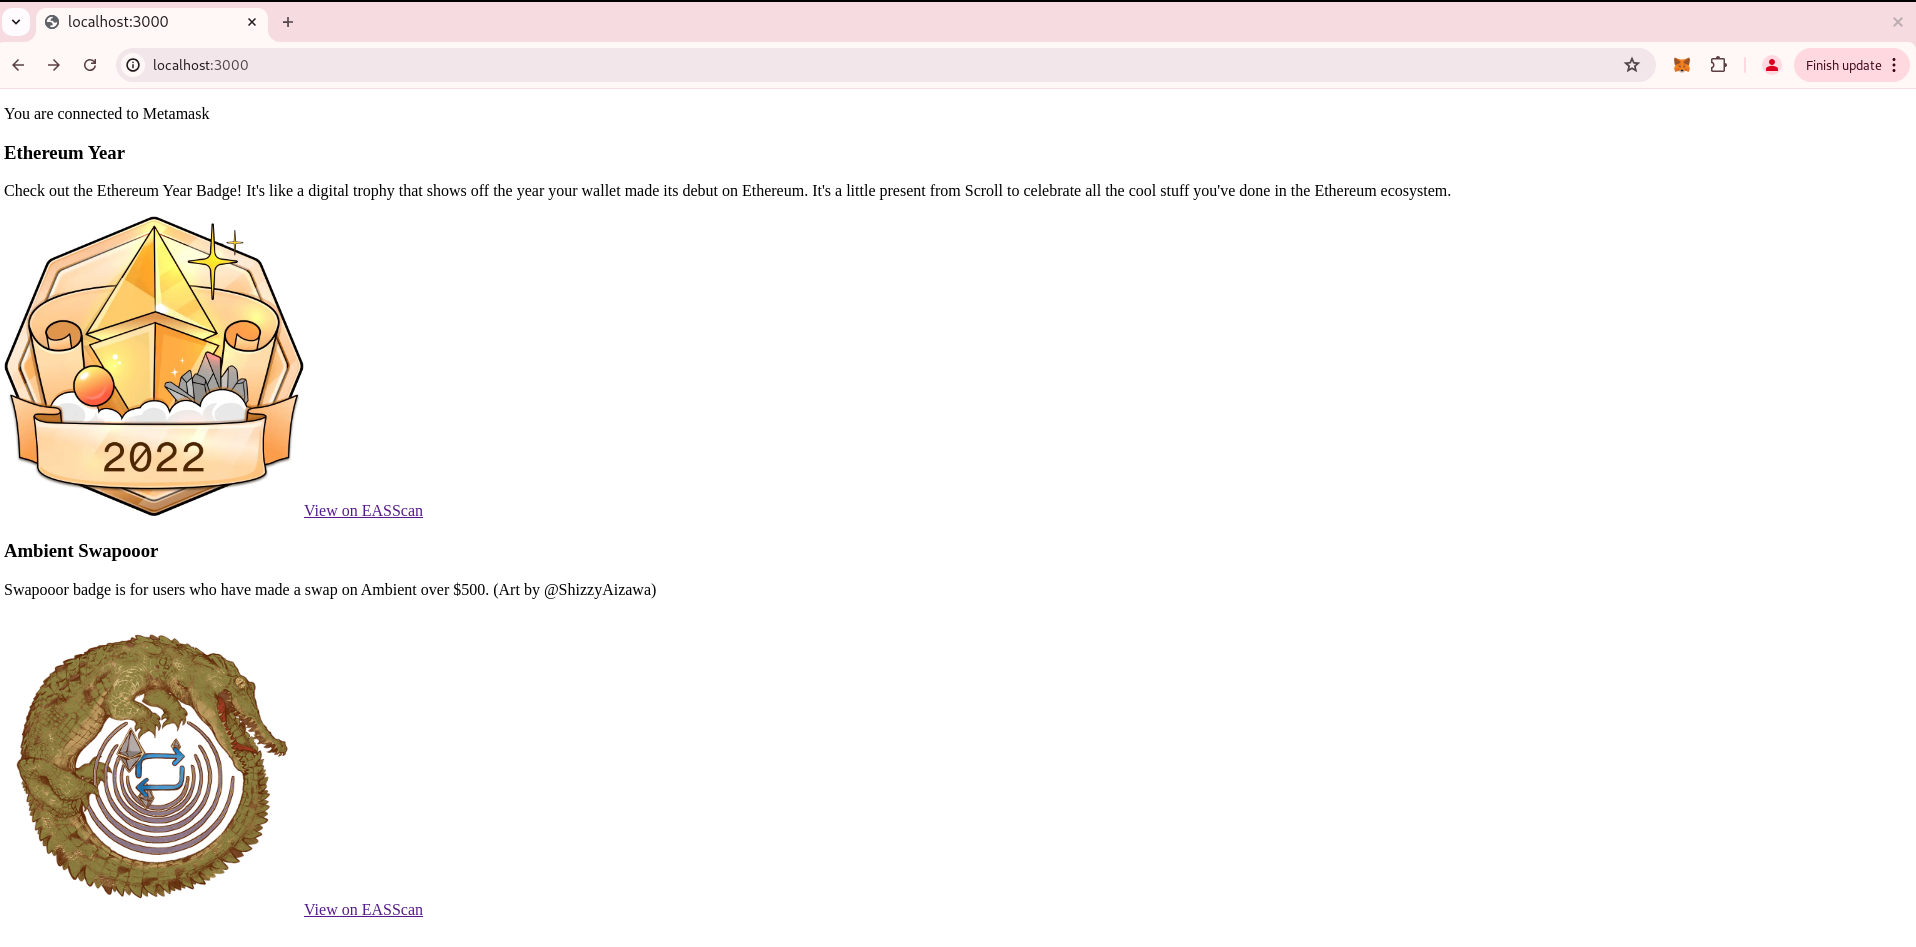 localhost:3000
localhost:3000
Finish update
You are connected to Metamask
Ethereum Year
Check out the Ethereum Year Badge! It's like a digital trophy that shows off the year your wallet made its debut on Ethereum. It's a little present from Scroll to celebrate all the cool stuff you've done in the Ethereum ecosystem.
2022
View on EASScan
Ambient Swapooor
Swapooor badge is for users who have made a swap on Ambient over $500. (Art by @ShizzyAizawa)
View on EASScan